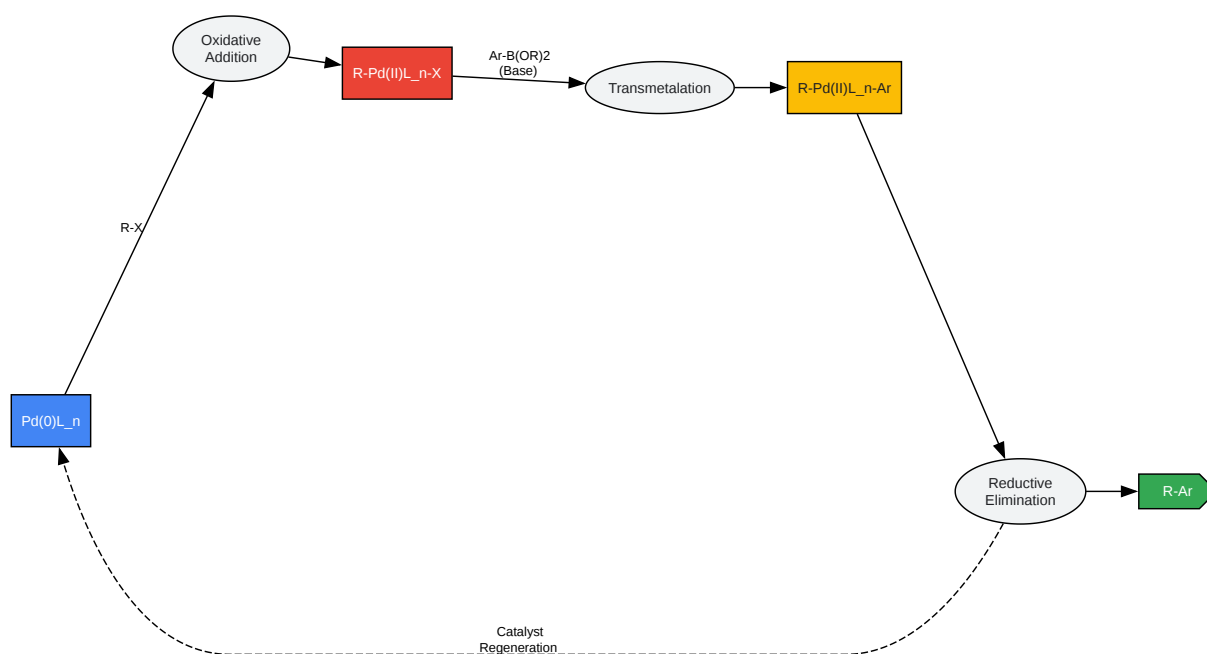 Oxidative
Addition
R-Pd(II)L_n-X
Ar-B(OR)2
(Base)
Transmetalation
R-Pd(II)L_n-Ar
R-X
Pd(0)L_n
Reductive
Elimination
R-Ar
Catalyst
Regeneration